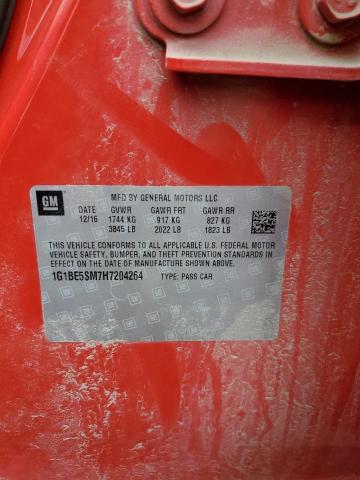 GM
MFD BY GENERAL MOTORS LLC
DATE GVWR GAWR FRT GAWR RR
12/16 1744 KG 917 KG 827 KG
3845 LB 2022 LB 1823 LB
THIS VEHICLE CONFORMS TO ALL APPLICABLE U.S. FEDERAL MOTOR
VEHICLE SAFETY, BUMPER, AND THEFT PREVENTION STANDARDS IN
EFFECT ON THE DATE OF MANUFACTURE SHOWN ABOVE.
1G1BE5SM7H7204264 TYPE: PASS CAR